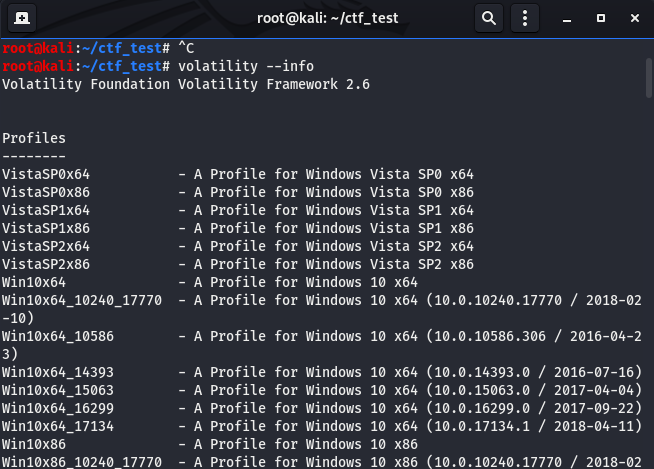 root@kali: ~/ctf_test
root@kali:~/ctf_test# ^C
root@kali:~/ctf_test# volatility --info
Volatility Foundation Volatility Framework 2.6
Profiles
--------
VistaSP0x64           - A Profile for Windows Vista SP0 x64
VistaSP0x86           - A Profile for Windows Vista SP0 x86
VistaSP1x64           - A Profile for Windows Vista SP1 x64
VistaSP1x86           - A Profile for Windows Vista SP1 x86
VistaSP2x64           - A Profile for Windows Vista SP2 x64
VistaSP2x86           - A Profile for Windows Vista SP2 x86
Win10x64              - A Profile for Windows 10 x64
Win10x64_10240_17770  - A Profile for Windows 10 x64 (10.0.10240.17770 / 2018-02
-10)
Win10x64_10586        - A Profile for Windows 10 x64 (10.0.10586.306 / 2016-04-2
3)
Win10x64_14393        - A Profile for Windows 10 x64 (10.0.14393.0 / 2016-07-16)
Win10x64_15063        - A Profile for Windows 10 x64 (10.0.15063.0 / 2017-04-04)
Win10x64_16299        - A Profile for Windows 10 x64 (10.0.16299.0 / 2017-09-22)
Win10x64_17134        - A Profile for Windows 10 x64 (10.0.17134.1 / 2018-04-11)
Win10x86              - A Profile for Windows 10 x86
Win10x86_10240_17770  - A Profile for Windows 10 x86 (10.0.10240.17770 / 2018-02